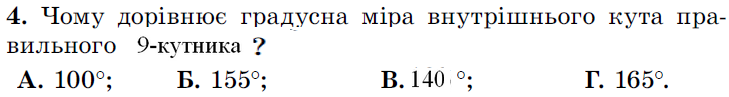 4. Чому дорівнює градусна міра внутрішнього кута пра-
вильного 9-кутника ?
А. 100°; Б. 155°; В. 140 °; Г. 165°.